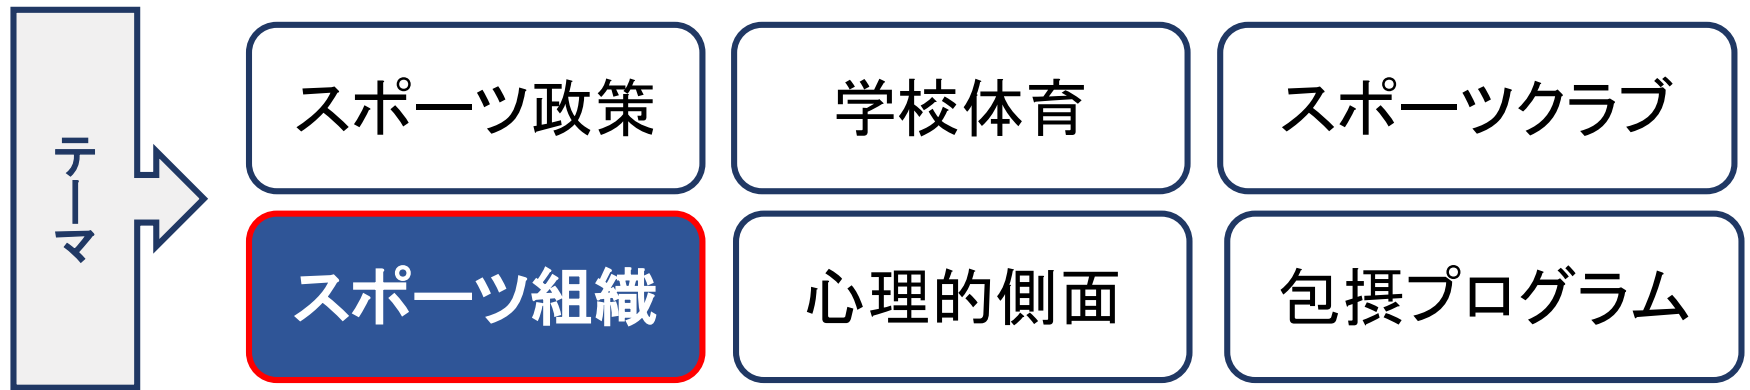 テーマ
スポーツ政策
学校体育
スポーツクラブ
スポーツ組織
心理的側面
包摂プログラム